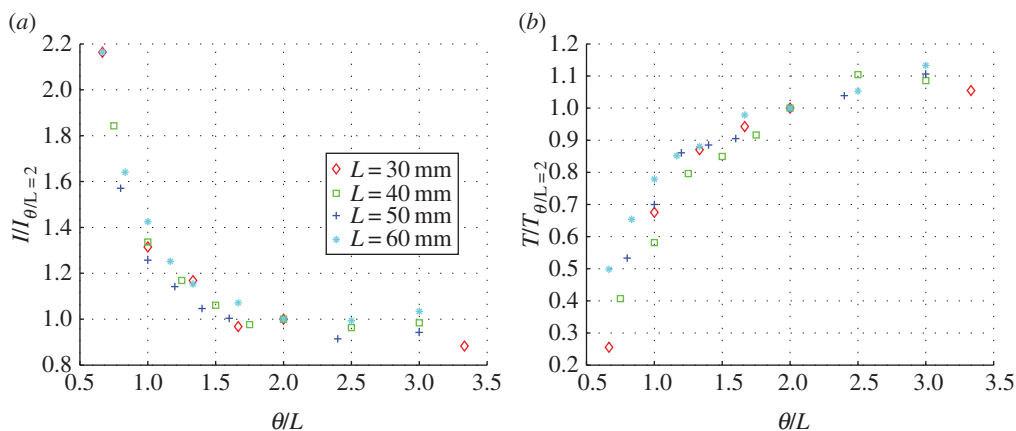 (a)
2.2
2.0
1.8
1.6
1.4
1.2
1.0
0.8
I/I θ/L = 2
0.5 1.0 1.5 2.0 2.5 3.0 3.5
θ/L
L = 30 mm
L = 40 mm
L = 50 mm
L = 60 mm
(b)
1.2
1.1
1.0
0.9
0.8
0.7
0.6
0.5
0.4
0.3
0.2
T/T θ/L = 2
0.5 1.0 1.5 2.0 2.5 3.0 3.5
θ/L